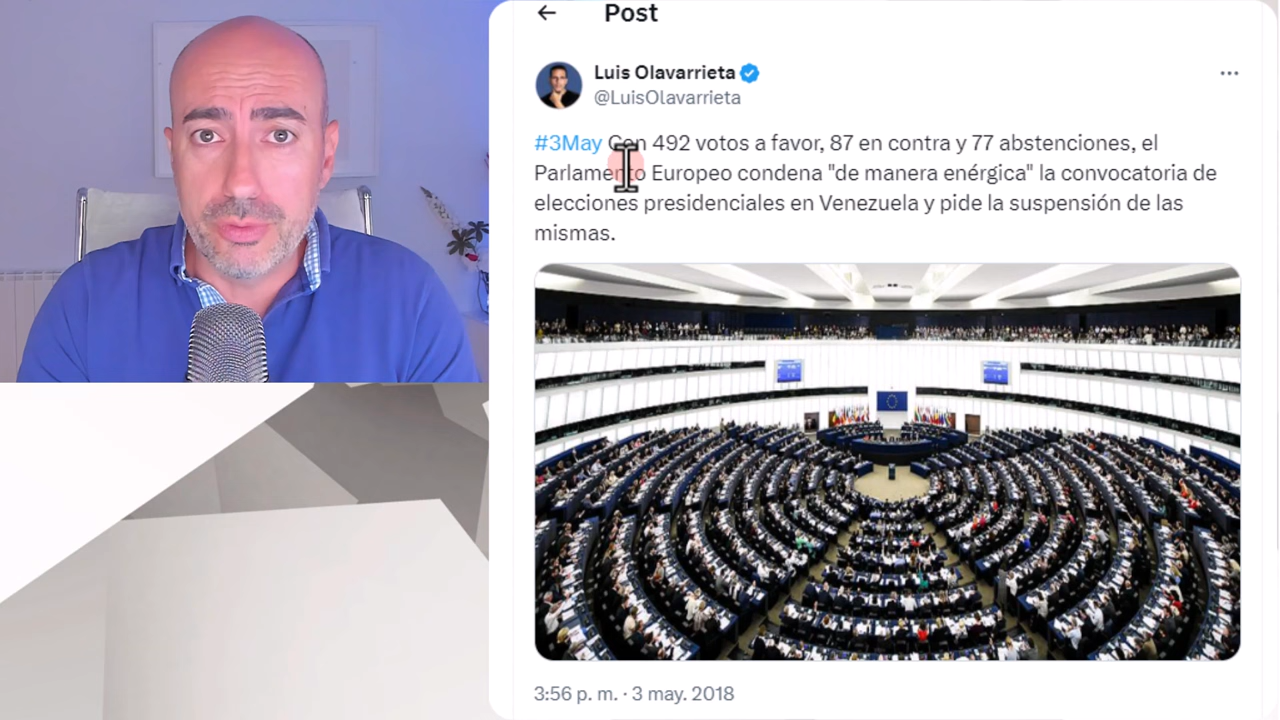 Post
Luis Olavarrieta
@LuisOlavarrieta
#3May Con 492 votos a favor, 87 en contra y 77 abstenciones, el
Parlamento Europeo condena "de manera enérgica" la convocatoria de
elecciones presidenciales en Venezuela y pide la suspensión de las
mismas.
3:56 p. m. · 3 may. 2018